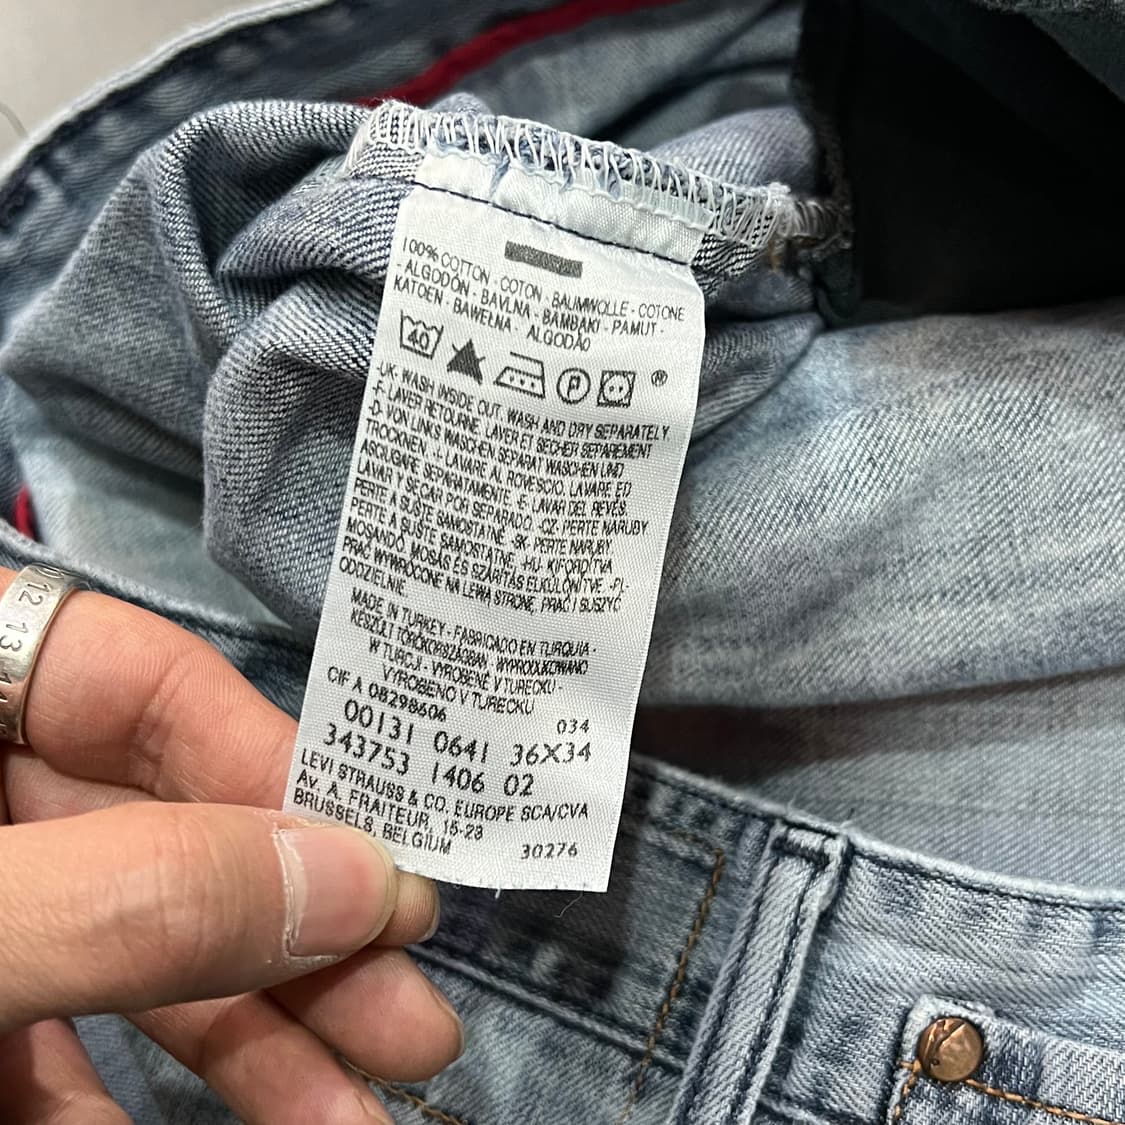 100% COTTON - COTON - BAUMWOLLE - COTONE
ALGODÓN - BAVLNA - BAMBAKI - PAMUT -
KATOEN - BAWEŁNA - ALGODÃO
40 P ®
-UK- WASH INSIDE OUT. WASH AND DRY SEPARATELY.
-F- LAVER RETOURNE. LAVER ET SECHER SEPAREMENT
-D- VON LINKS WASCHEN SEPARAT WASCHEN UND
TROCKNEN. -I- LAVARE AL ROVESCIO. LAVARE ED
ASCIUGARE SEPARATAMENTE. -E- LAVAR DEL REVÉS.
LAVAR Y SECAR POR SEPARADO. -CZ- PERTE NARUBY
PERTE A SUŠTE SAMOSTATNE. -SK- PERTE NARUBY.
PERTE A SUŠTE SAMOSTATNE. -HU- KIFORDÍTVA
MOSANDÓ. MOSÁS ÉS SZÁRÍTÁS ELKÜLÖNÍTVE. -PL-
PRAĆ WYWRÓCONE NA LEWĄ STRONĘ, PRAĆ I SUSZYĆ
ODDZIELNIE.
MADE IN TURKEY - FABRICADO EN TURQUIA -
KÉSZÜLT TÖRÖKORSZÁGBAN WYPRODUKOWANO
W TURCJI - VYROBENÉ V TURECKU -
VYROBENO V TURECKU
CIF A 08298606 034
00131 0641 36X34
343753 1406 02
LEVI STRAUSS & CO. EUROPE SCA/CVA
AV. A. FRAITEUR, 15-23
BRUSSELS, BELGIUM 30276
12 13